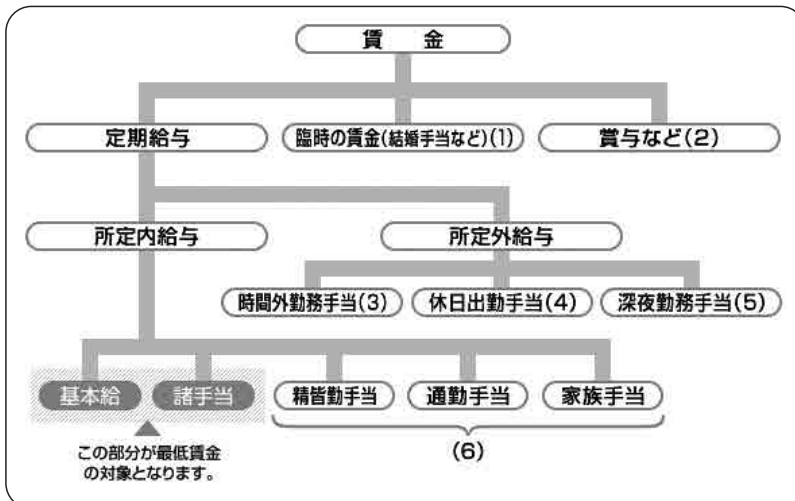 賃　金
定期給与
臨時の賃金(結婚手当など)(1)
賞与など(2)
所定内給与
所定外給与
時間外勤務手当(3)
休日出勤手当(4)
深夜勤務手当(5)
基本給
諸手当
精皆勤手当
通勤手当
家族手当
この部分が最低賃金
の対象となります。
(6)